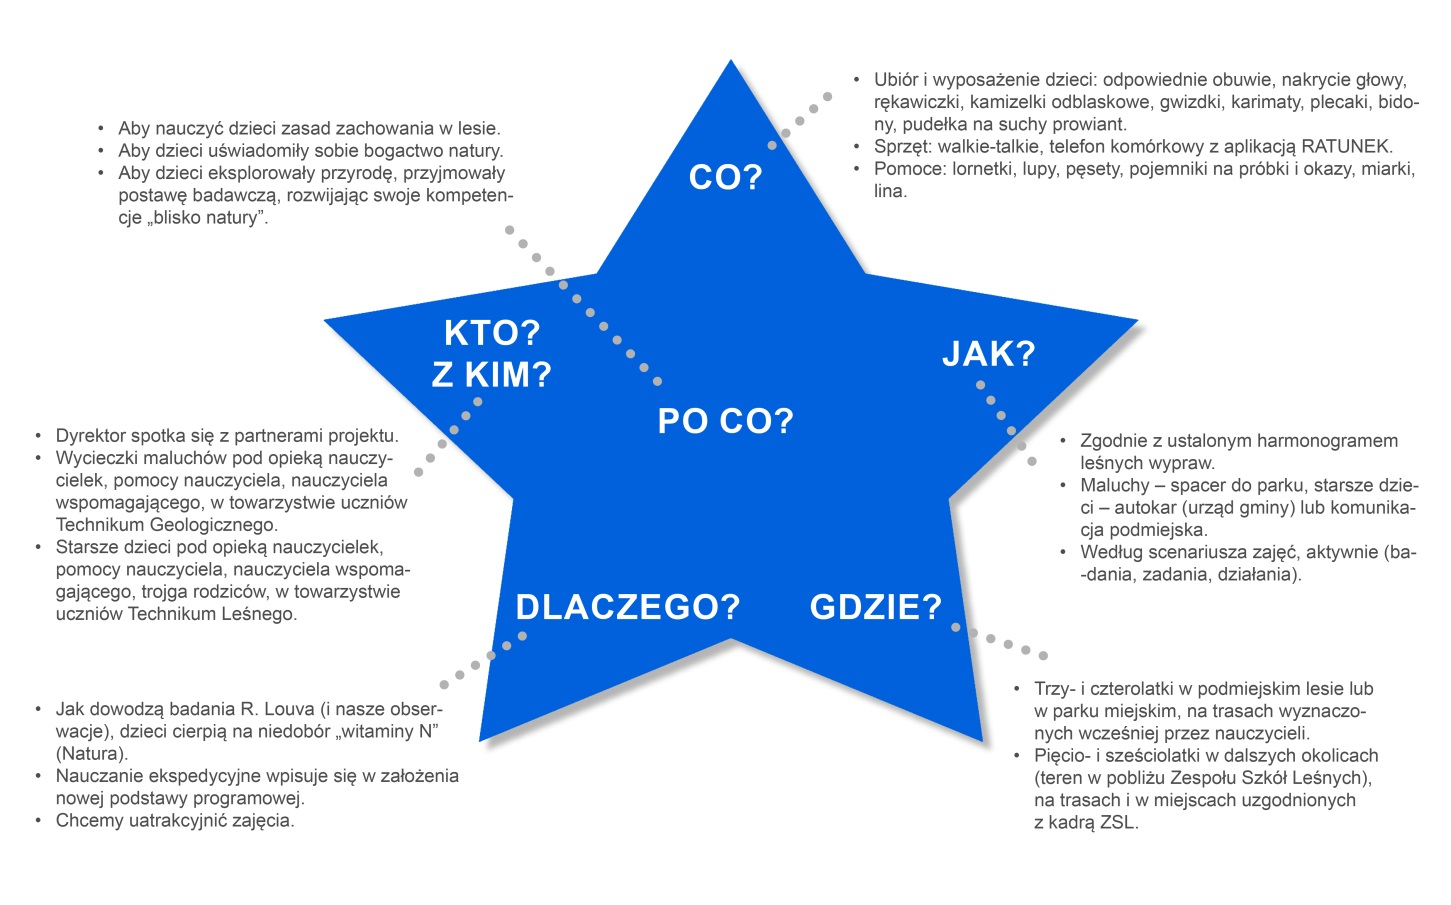 • Ubiór i wyposażenie dzieci: odpowiednie obuwie, nakrycie głowy,
rękawiczki, kamizelki odblaskowe, gwizdki, karimaty, plecaki, bido-
ny, pudełka na suchy prowiant.
• Sprzęt: walkie-talkie, telefon komórkowy z aplikacją RATUNEK.
• Pomoce: lornetki, lupy, pęsety, pojemniki na próbki i okazy, miarki,
lina.
• Aby nauczyć dzieci zasad zachowania w lesie.
• Aby dzieci uświadomiły sobie bogactwo natury.
• Aby dzieci eksplorowały przyrodę, przyjmowały
postawę badawczą, rozwijając swoje kompeten-
cje „blisko natury”.
CO?
KTO?
Z KIM?
JAK?
PO CO?
• Dyrektor spotka się z partnerami projektu.
• Wycieczki maluchów pod opieką nauczy-
cielek, pomocy nauczyciela, nauczyciela
wspomagającego, w towarzystwie uczniów
Technikum Geologicznego.
• Starsze dzieci pod opieką nauczycielek,
pomocy nauczyciela, nauczyciela wspoma-
gającego, trojga rodziców, w towarzystwie
uczniów Technikum Leśnego.
• Zgodnie z ustalonym harmonogramem
leśnych wypraw.
• Maluchy – spacer do parku, starsze dzie-
ci – autokar (urząd gminy) lub komunika-
cja podmiejska.
• Według scenariusza zajęć, aktywnie (ba-
-dania, zadania, działania).
DLACZEGO?
GDZIE?
• Jak dowodzą badania R. Louva (i nasze obser-
wacje), dzieci cierpią na niedobór „witaminy N”
(Natura).
• Nauczanie ekspedycyjne wpisuje się w założenia
nowej podstawy programowej.
• Chcemy uatrakcyjnić zajęcia.
• Trzy- i czterolatki w podmiejskim lesie lub
w parku miejskim, na trasach wyznaczo-
nych wcześniej przez nauczycieli.
• Pięcio- i sześciolatki w dalszych okolicach
(teren w pobliżu Zespołu Szkół Leśnych),
na trasach i w miejscach uzgodnionych
z kadrą ZSL.